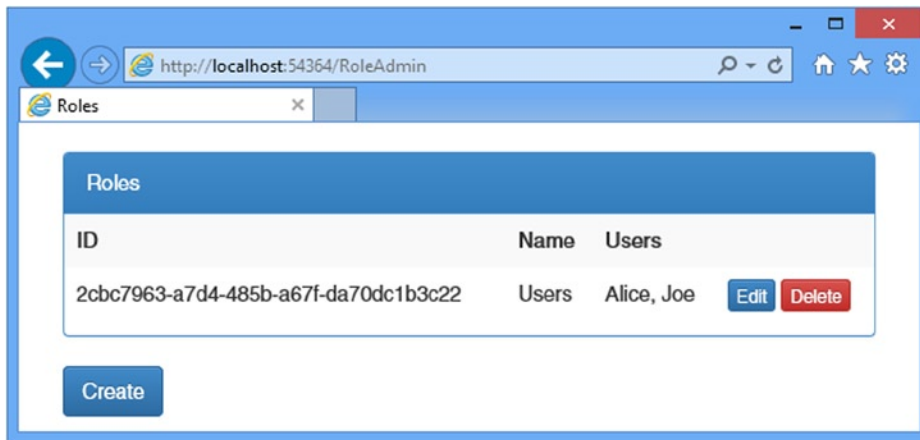 http://localhost:54364/RoleAdmin
Roles
Roles
ID Name Users
2cbc7963-a7d4-485b-a67f-da70dc1b3c22 Users Alice, Joe Edit Delete
Create